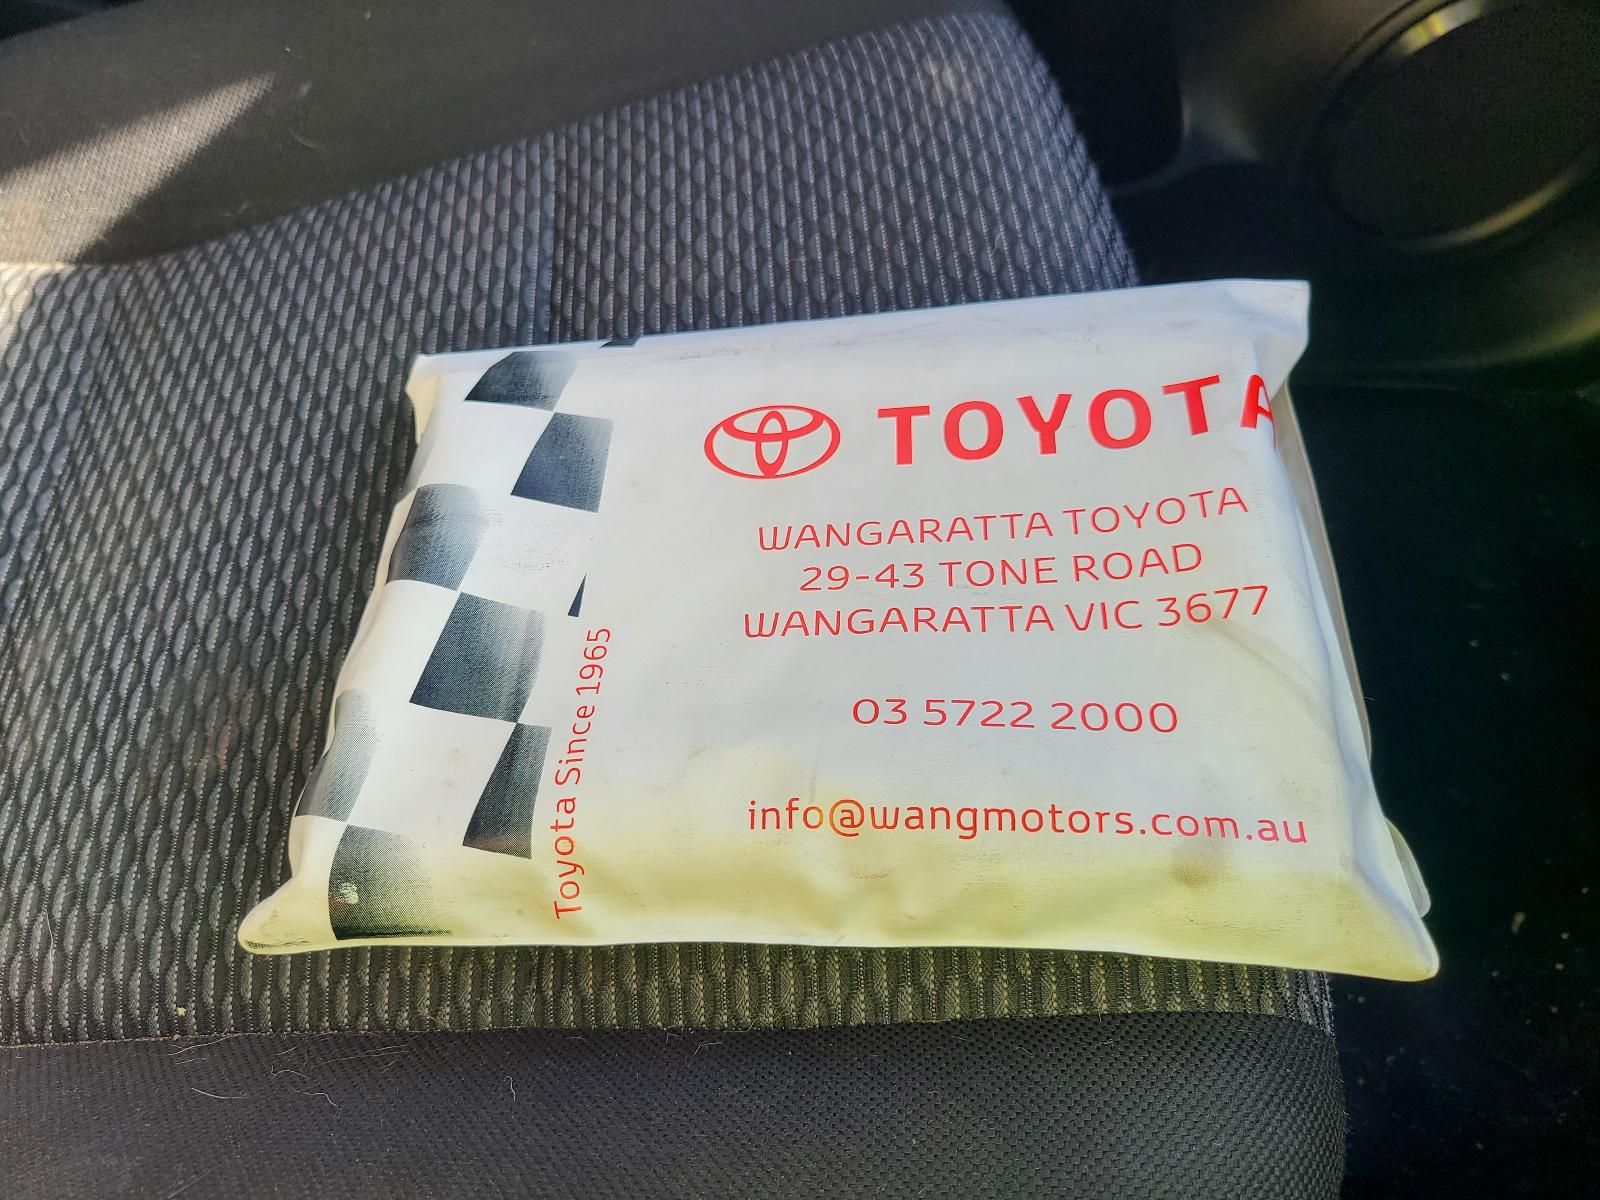 TOYOTA
WANGARATTA TOYOTA
29-43 TONE ROAD
WANGARATTA VIC 3677
03 5722 2000
info@wangmotors.com.au
Toyota Since 1965